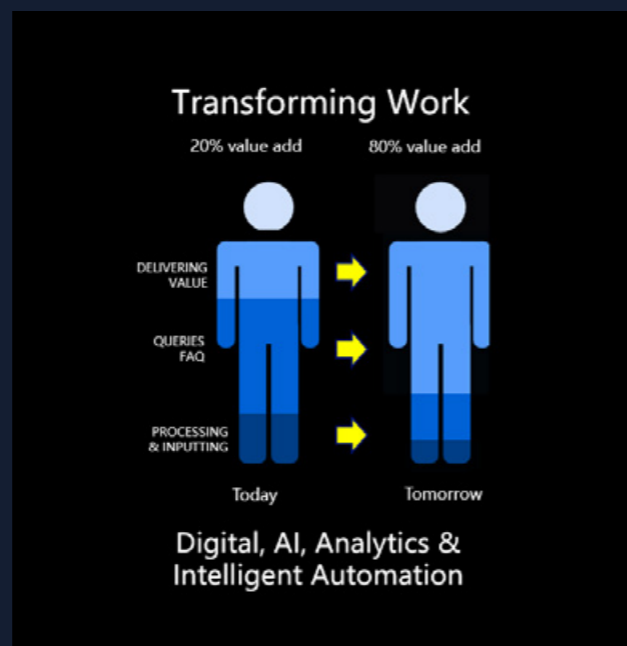 Transforming Work
20% value add
80% value add
DELIVERING
VALUE
QUERIES
FAQ
PROCESSING
& INPUTTING
Today
Tomorrow
Digital, AI, Analytics &
Intelligent Automation